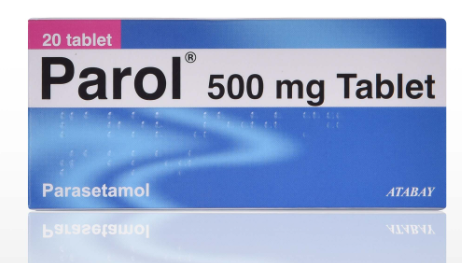 20 tablet
Parol® 500 mg Tablet
Parasetamol
ATABAY